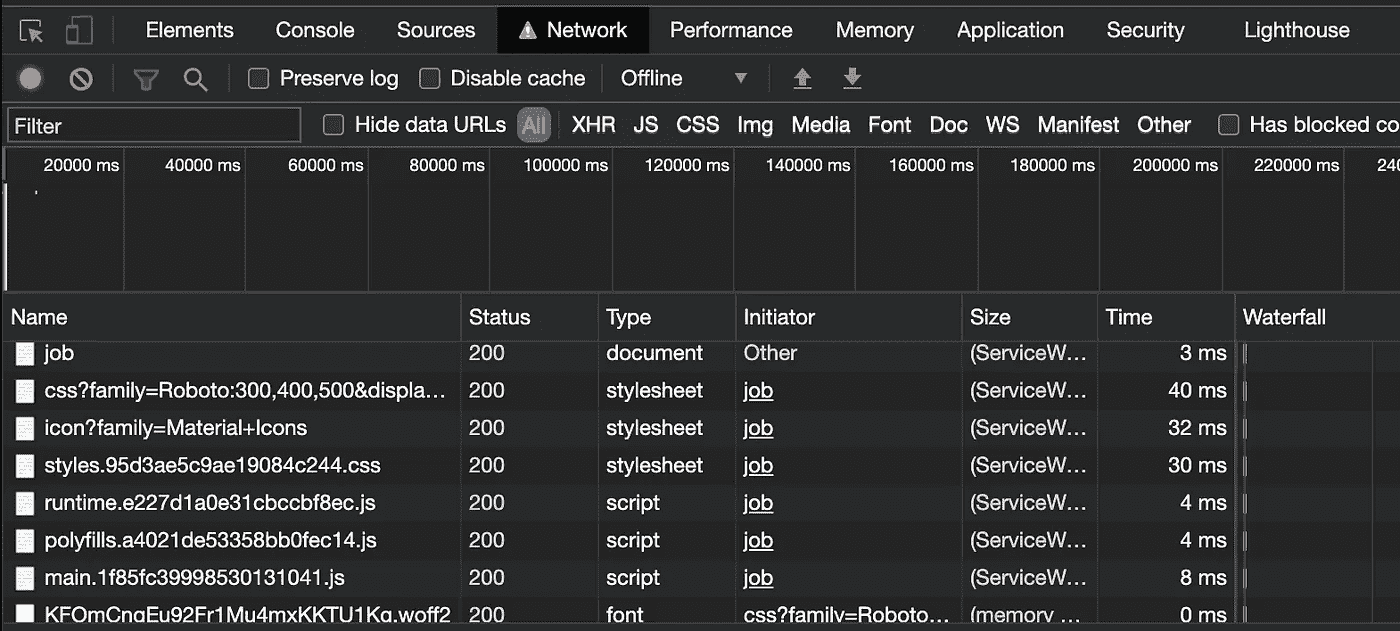 Elements Console Sources Network Performance Memory Application Security Lighthouse
Preserve log Disable cache Offline
Filter Hide data URLs All XHR JS CSS Img Media Font Doc WS Manifest Other Has blocked co
20000 ms 40000 ms 60000 ms 80000 ms 100000 ms 120000 ms 140000 ms 160000 ms 180000 ms 200000 ms 220000 ms 240
Name Status Type Initiator Size Time Waterfall
job 200 document Other (ServiceW... 3 ms
css?family=Roboto:300,400,500&displa... 200 stylesheet job (ServiceW... 40 ms
icon?family=Material+Icons 200 stylesheet job (ServiceW... 32 ms
styles.95d3ae5c9ae19084c244.css 200 stylesheet job (ServiceW... 30 ms
runtime.e227d1a0e31cbccbf8ec.js 200 script job (ServiceW... 4 ms
polyfills.a4021de53358bb0fec14.js 200 script job (ServiceW... 4 ms
main.1f85fc39998530131041.js 200 script job (ServiceW... 8 ms
KFOmCnqEu92Fr1Mu4mxKKTU1Kg.woff2 200 font css?family=Roboto... (memory ... 0 ms